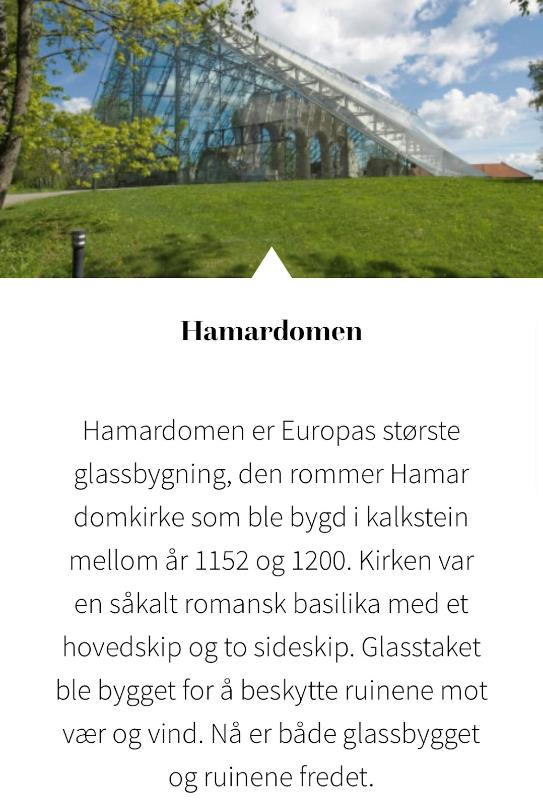 Hamardomen
Hamardomen er Europas største
glassbygning, den rommer Hamar
domkirke som ble bygd i kalkstein
mellom år 1152 og 1200. Kirken var
en såkalt romansk basilika med et
hovedskip og to sideskip. Glasstaket
ble bygget for å beskytte ruinene mot
vær og vind. Nå er både glassbygget
og ruinene fredet.